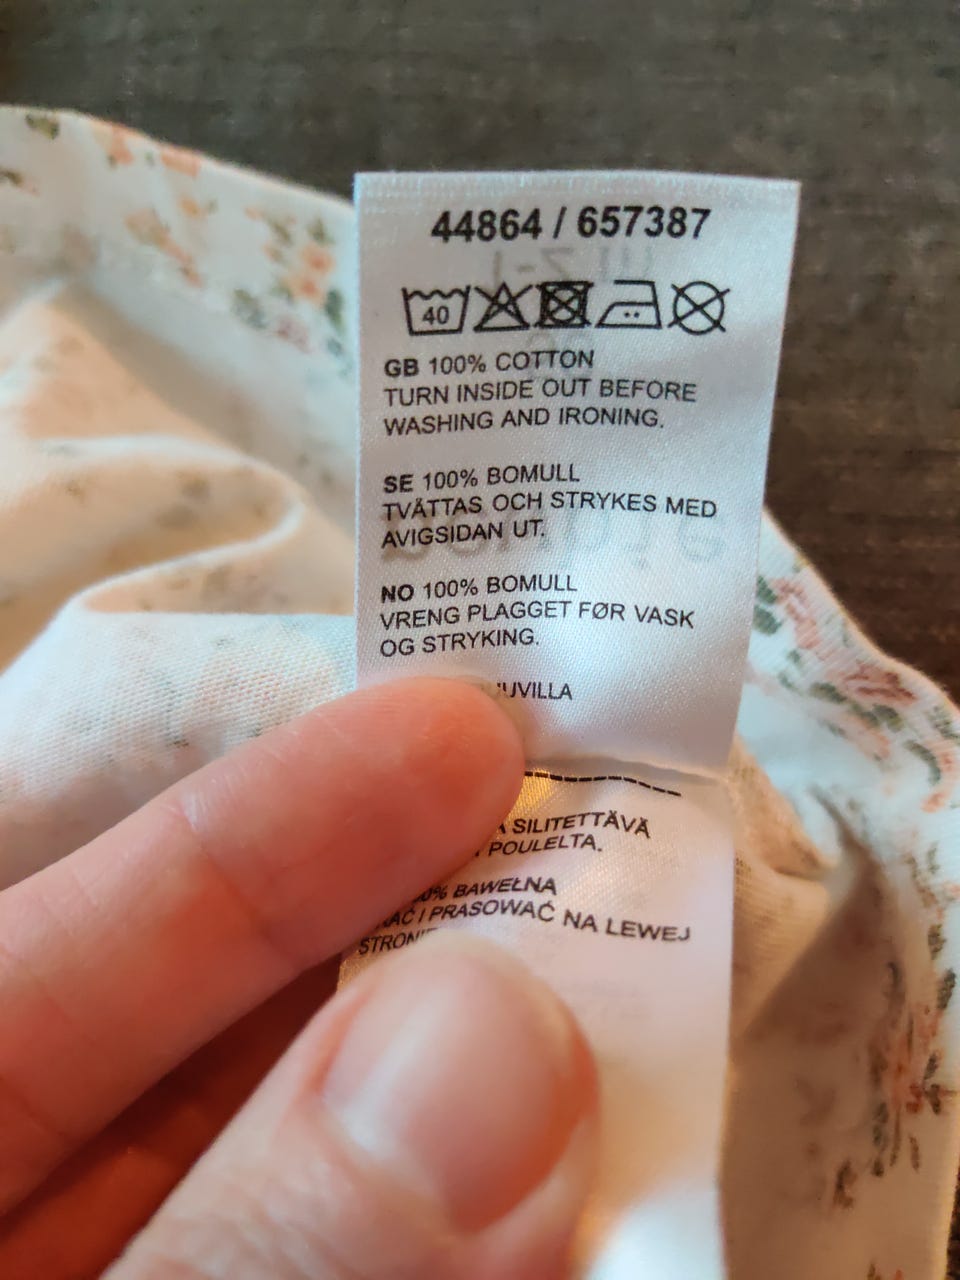 44864 / 657387
40
GB 100% COTTON
TURN INSIDE OUT BEFORE
WASHING AND IRONING.
SE 100% BOMULL
TVÄTTAS OCH STRYKES MED
AVIGSIDAN UT.
NO 100% BOMULL
VRENG PLAGGET FØR VASK
OG STRYKING.
SILITETTÄVÄ
POULELTA.
BAWEŁNA
I PRASOWAĆ NA LEWEJ